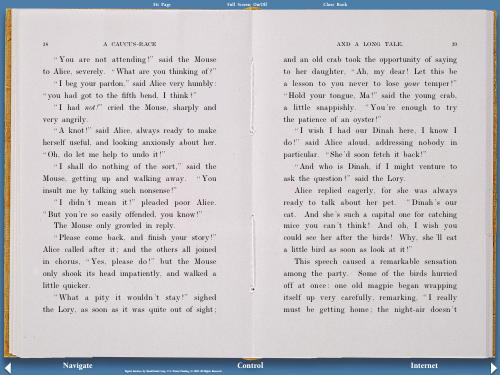 Fit Page
Full Screen On/Off
Close Book
38
A CAUCUS-RACE
"You are not attending!" said the Mouse
to Alice, severely. "What are you thinking of?"
"I beg your pardon," said Alice very humbly:
"you had got to the fifth bend, I think?"
"I had not!" cried the Mouse, sharply and
very angrily.
"A knot!" said Alice, always ready to make
herself useful, and looking anxiously about her.
"Oh, do let me help to undo it!"
"I shall do nothing of the sort," said the
Mouse, getting up and walking away. "You
insult me by talking such nonsense!"
"I didn't mean it!" pleaded poor Alice.
"But you're so easily offended, you know!"
The Mouse only growled in reply.
"Please come back, and finish your story!"
Alice called after it; and the others all joined
in chorus, "Yes, please do!" but the Mouse
only shook its head impatiently, and walked a
little quicker.
"What a pity it wouldn't stay!" sighed
the Lory, as soon as it was quite out of sight;
AND A LONG TALE.
39
and an old crab took the opportunity of saying
to her daughter, "Ah, my dear! Let this be
a lesson to you never to lose your temper!"
"Hold your tongue, Ma!" said the young crab,
a little snappishly. "You're enough to try
the patience of an oyster!"
"I wish I had our Dinah here, I know I
do!" said Alice aloud, addressing nobody in
particular. "She'd soon fetch it back!"
"And who is Dinah, if I might venture to
ask the question?" said the Lory.
Alice replied eagerly, for she was always
ready to talk about her pet. "Dinah's our
cat. And she's such a capital one for catching
mice you can't think! And oh, I wish you
could see her after the birds! Why, she'll eat
a little bird as soon as look at it!"
This speech caused a remarkable sensation
among the party. Some of the birds hurried
off at once: one old magpie began wrapping
itself up very carefully, remarking, "I really
must be getting home; the night-air doesn't
Navigate
Control
Internet